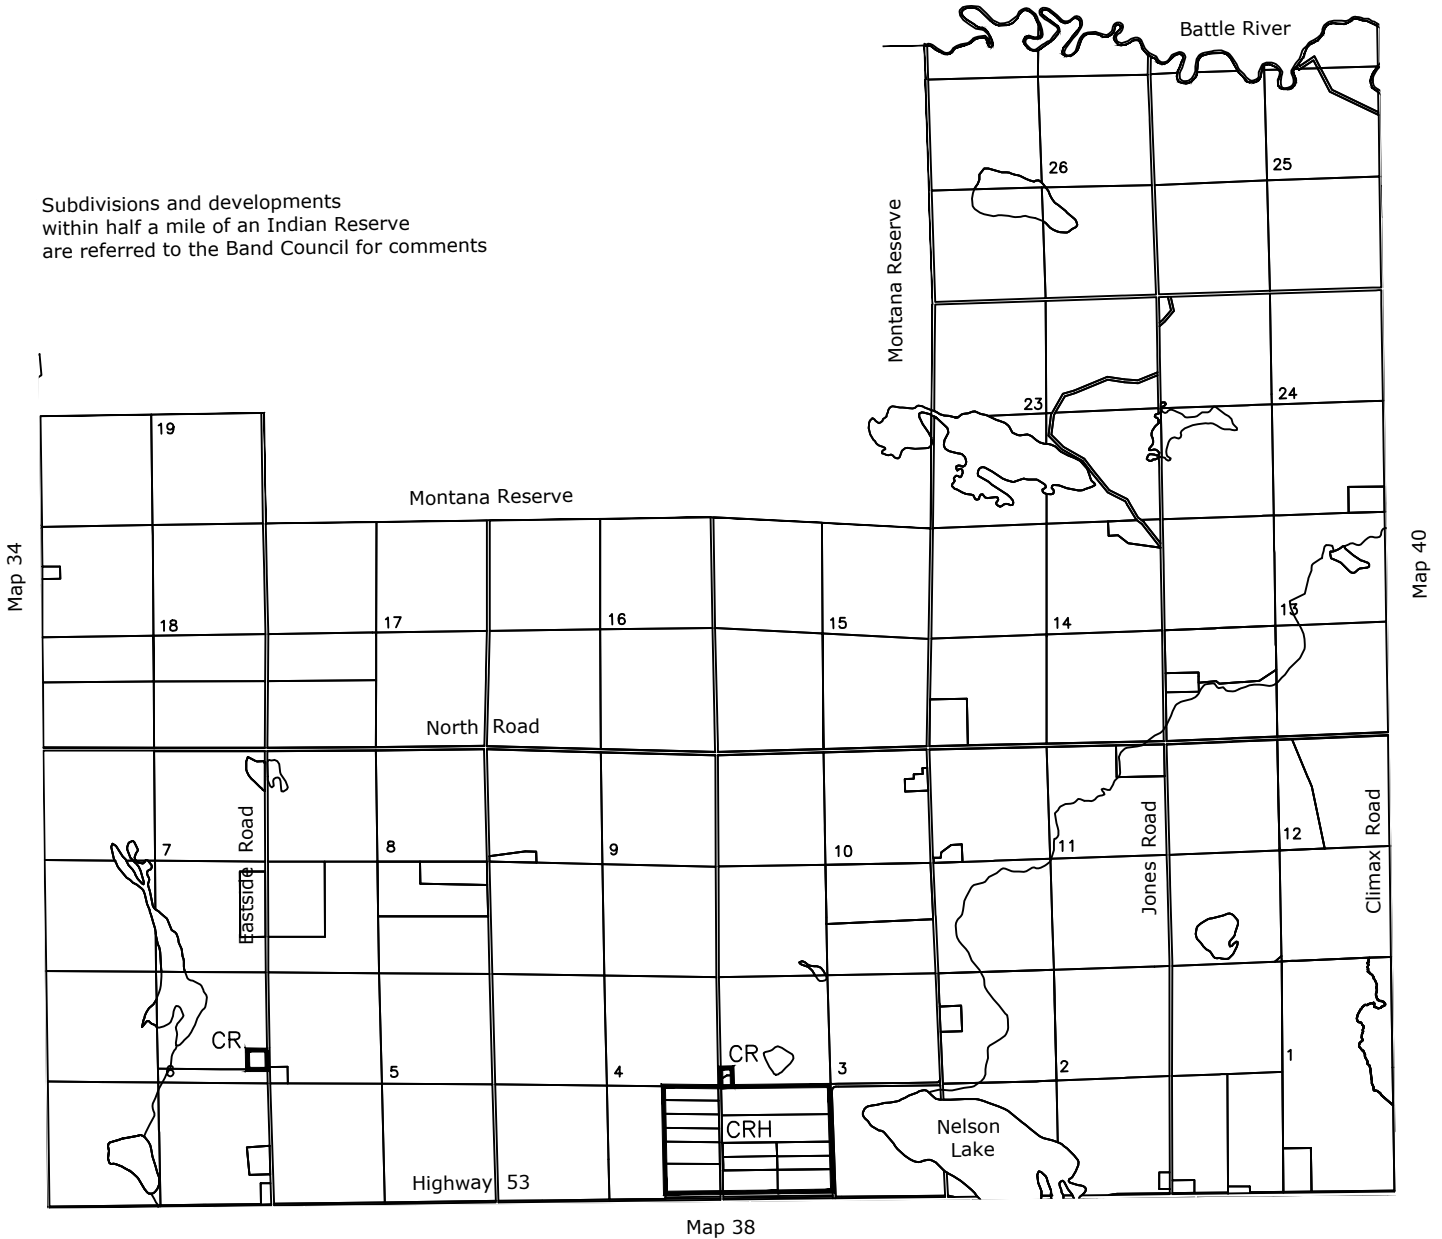 Battle River
26
25
Subdivisions and developments
within half a mile of an Indian Reserve
are referred to the Band Council for comments
Montana Reserve
23
24
19
Montana Reserve
Map 34
Map 40
18
17
16
15
14
13
North Road
7
8
9
10
11
12
Eastside Road
Jones Road
Climax Road
CR
CR
6
5
4
3
2
1
CRH
Nelson
Lake
Highway 53
Map 38